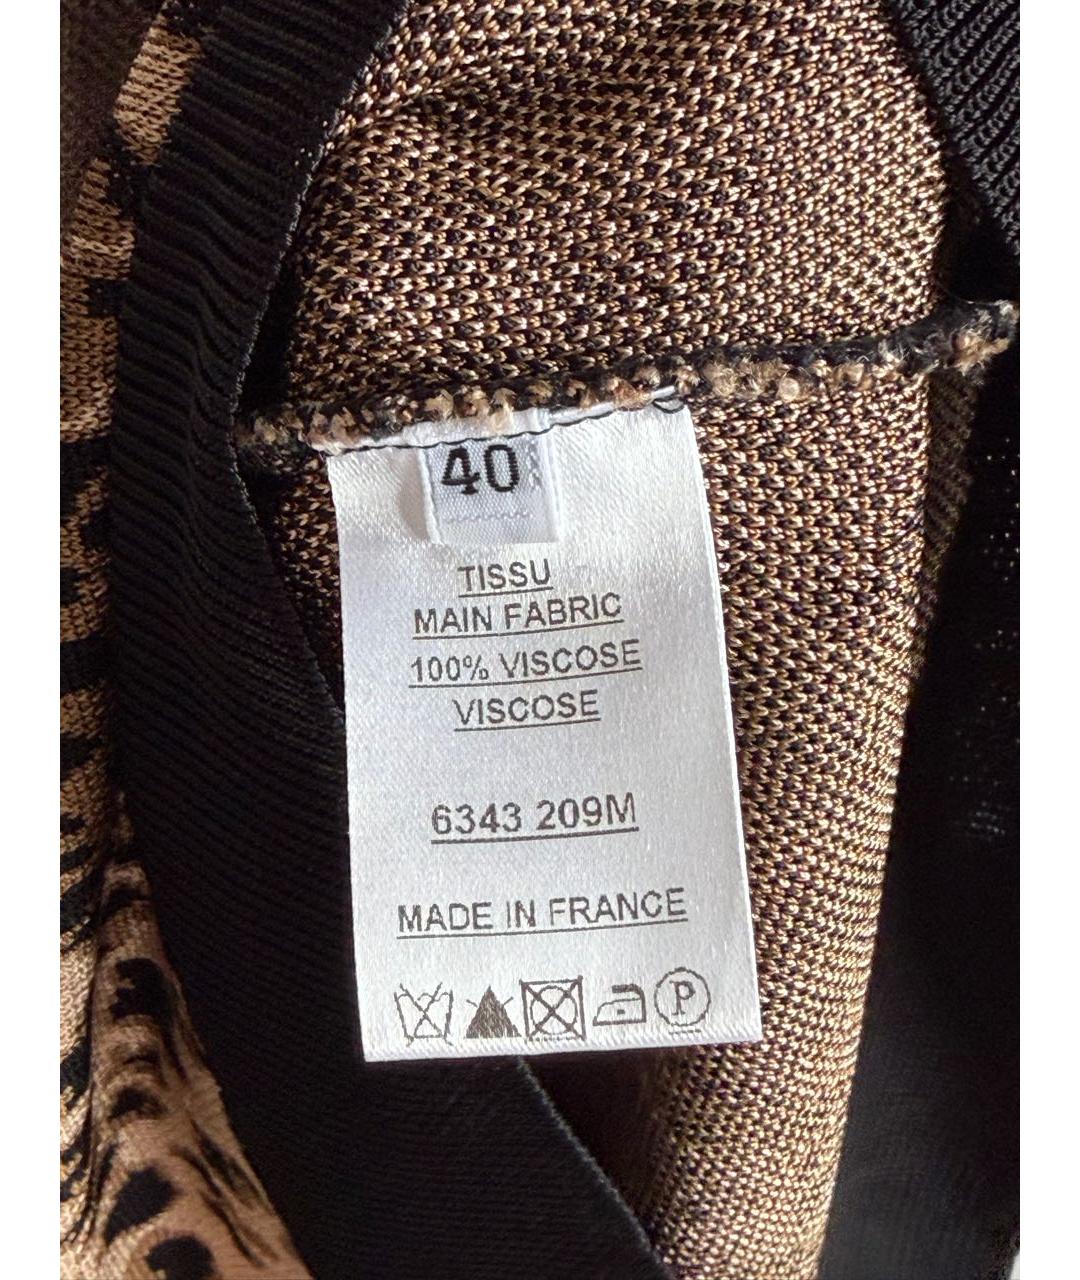 40
TISSU
MAIN FABRIC
100% VISCOSE
VISCOSE
6343 209M
MADE IN FRANCE
P